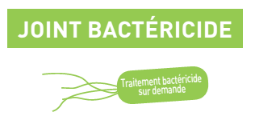 JOINT BACTÉRICIDE
Traitement bactéricide
sur demande